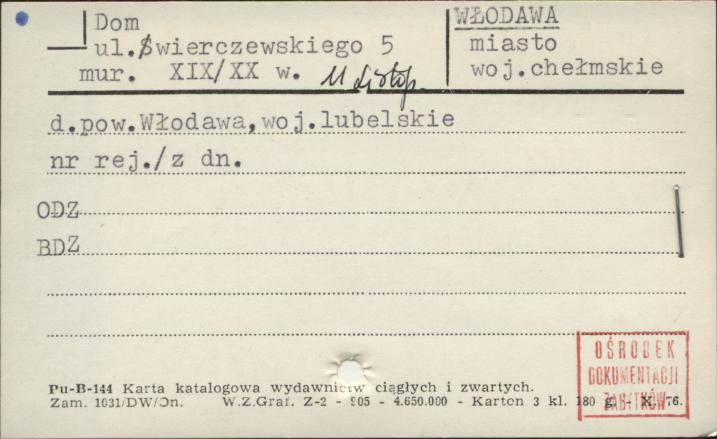 Dom
ul.Świerczewskiego 5
mur. XIX/XX w.
WŁODAWA
miasto
woj.chełmskie
d.pow.Włodawa,woj.lubelskie
nr rej./z dn.
ODZ
BDZ
OŚRODEK
DOKUMENTACJI
ZABYTKÓW
Pu-B-144 Karta katalogowa wydawnictw ciągłych i zwartych.
Zam. 1031/DW/On. W.Z.Graf. Z-2 - 905 - 4.650.000 - Karton 3 kl. 180 g. - X. 76.